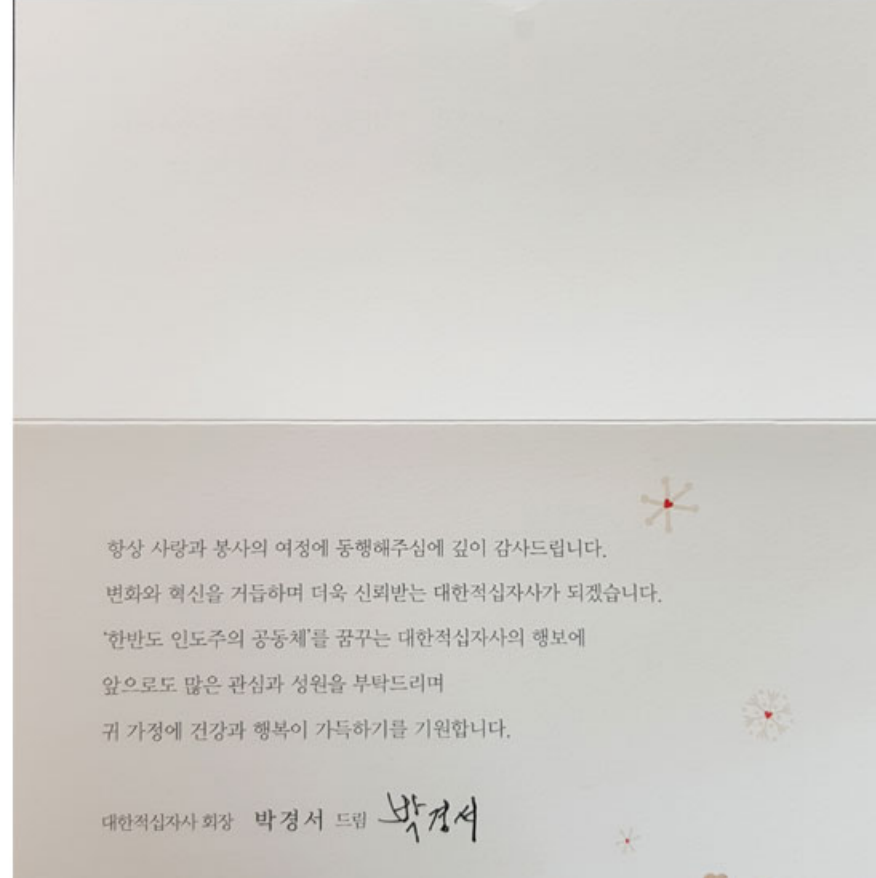 항상 사랑과 봉사의 여정에 동행해주심에 깊이 감사드립니다.
변화와 혁신을 거듭하며 더욱 신뢰받는 대한적십자사가 되겠습니다.
'한반도 인도주의 공동체'를 꿈꾸는 대한적십자사의 행보에
앞으로도 많은 관심과 성원을 부탁드리며
귀 가정에 건강과 행복이 가득하기를 기원합니다.
대한적십자사 회장 박경서 드림 박경서